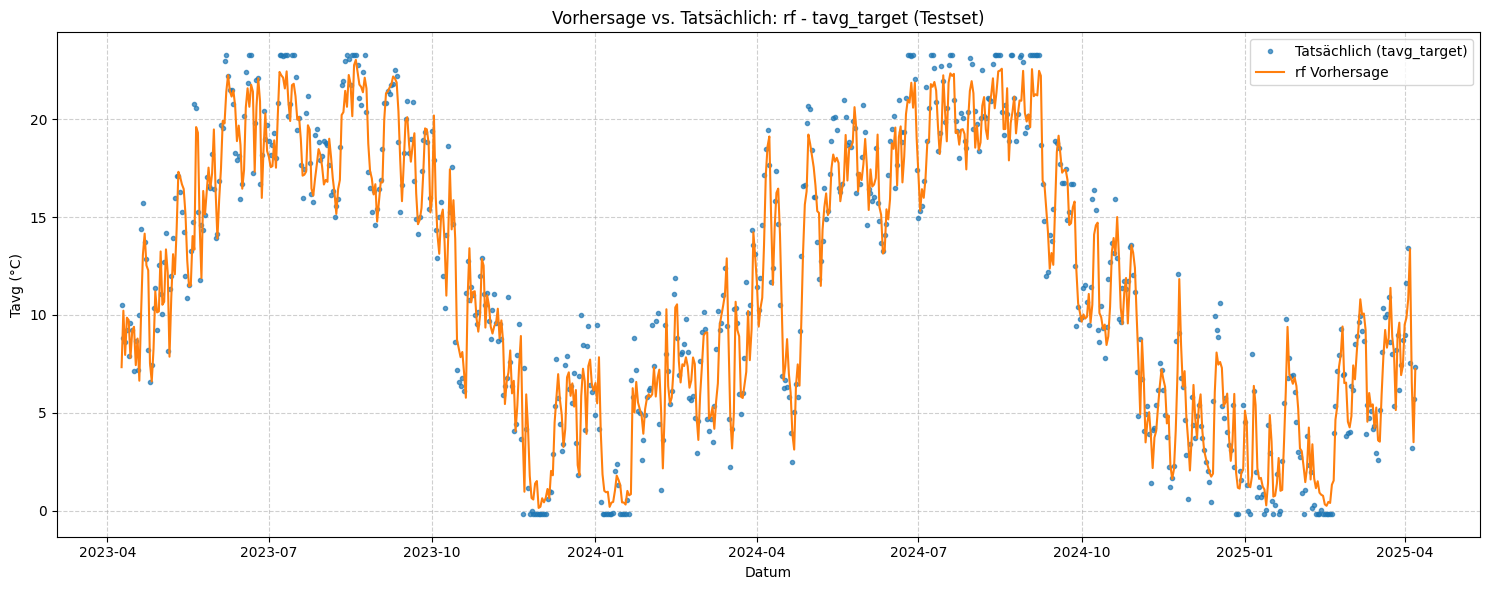 Vorhersage vs. Tatsächlich: rf - tavg_target (Testset)
Tatsächlich (tavg_target)
rf Vorhersage
Tavg (°C)
20
15
10
5
0
2023-04
2023-07
2023-10
2024-01
2024-04
2024-07
2024-10
2025-01
2025-04
Datum